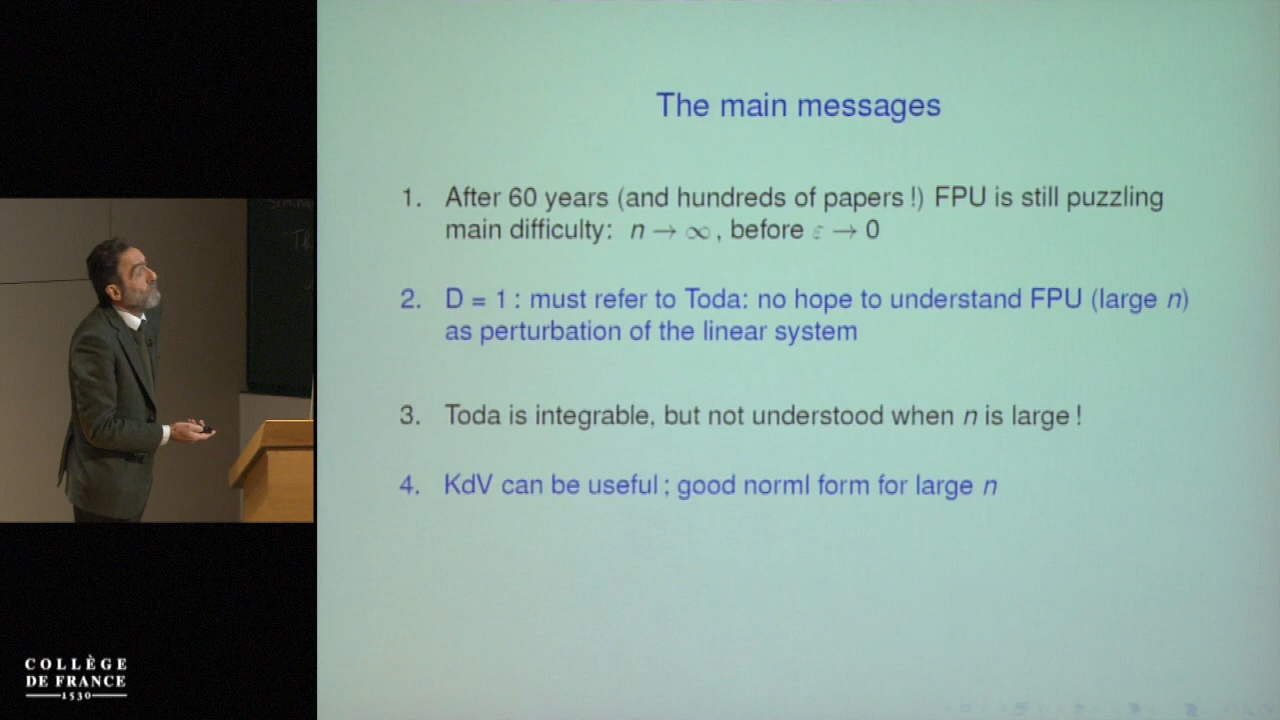 The main messages
1. After 60 years (and hundreds of papers !) FPU is still puzzling
main difficulty: n → ∞, before ε → 0
2. D = 1 : must refer to Toda: no hope to understand FPU (large n)
as perturbation of the linear system
3. Toda is integrable, but not understood when n is large !
4. KdV can be useful ; good norml form for large n
COLLÈGE
DE FRANCE
1530